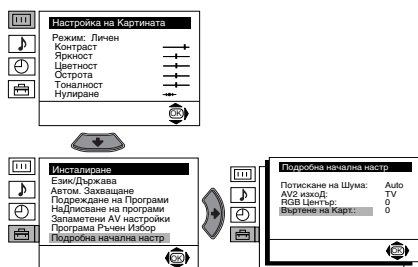 Настройка на Картината
Режим: Личен
Контраст
Яркност
Цветност
Острота
Тоналност
Нулиране
OK
Инсталиране
Език/Държава
Автом. Захващане
Подреждане на Програми
НаДписване на програми
Запаметени AV настройки
Програма Ръчен Избор
Подробна начална настр
OK
Подробна начална настр
Потискане на Шума: Auto
AV2 изхоД: TV
RGB Център: 0
Въртене на Карт.: 0
OK